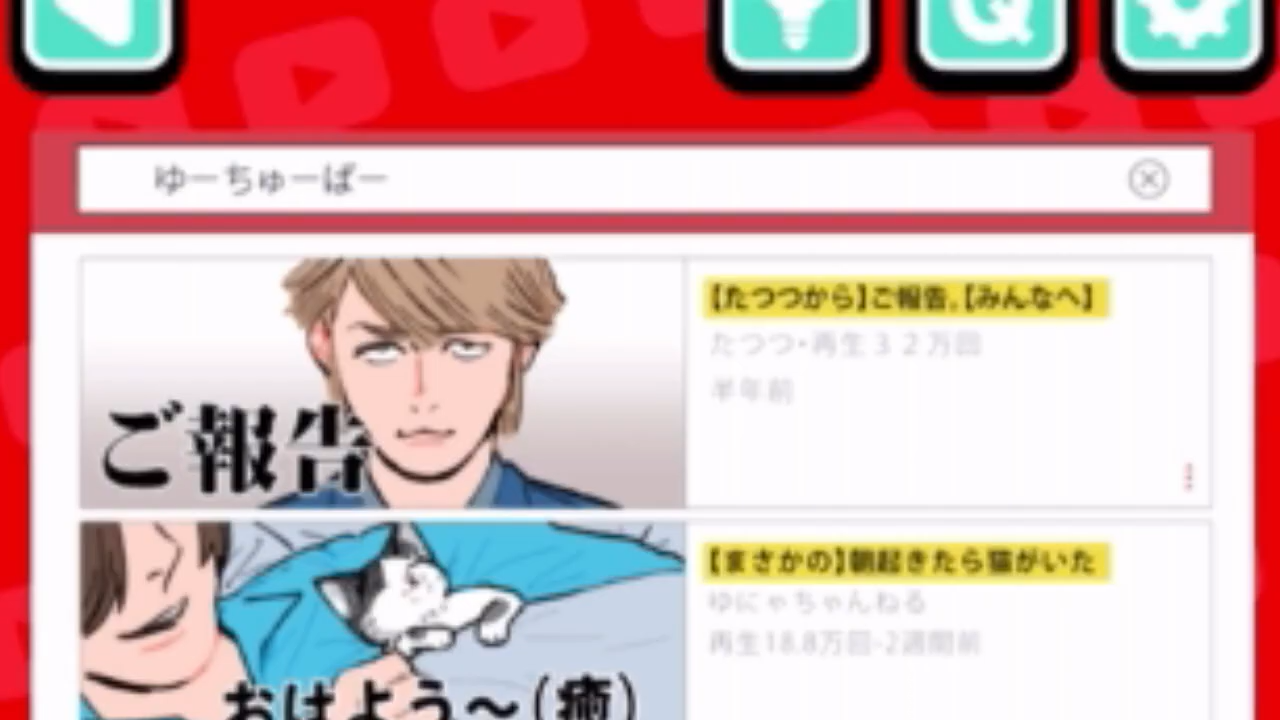 ゆーちゅーばー
【たつつから】ご報告。【みんなへ】
たつつ・再生32万回
半年前
ご報告
【まさかの】朝起きたら猫がいた
ゆにゃちゃんねる
再生18.8万回-2週間前
おはよう〜(癒)